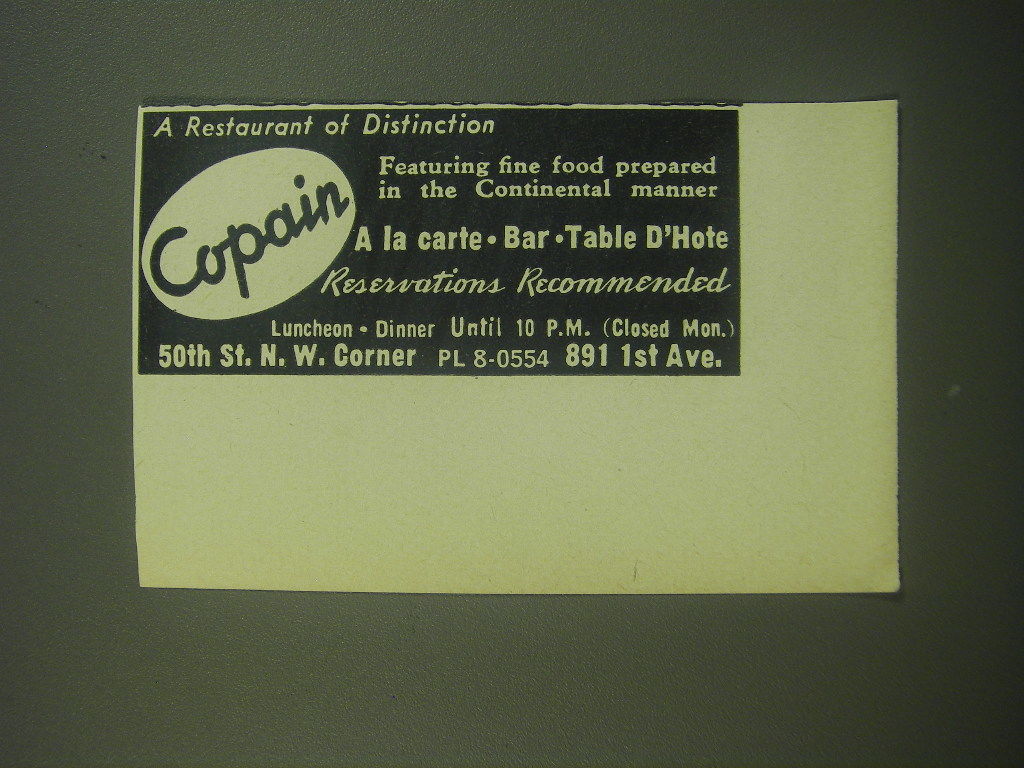 A Restaurant of Distinction
Copain
Featuring fine food prepared
in the Continental manner
A la carte • Bar • Table D'Hote
Reservations Recommended
Luncheon • Dinner Until 10 P.M. (Closed Mon.)
50th St. N. W. Corner PL 8-0554 891 1st Ave.